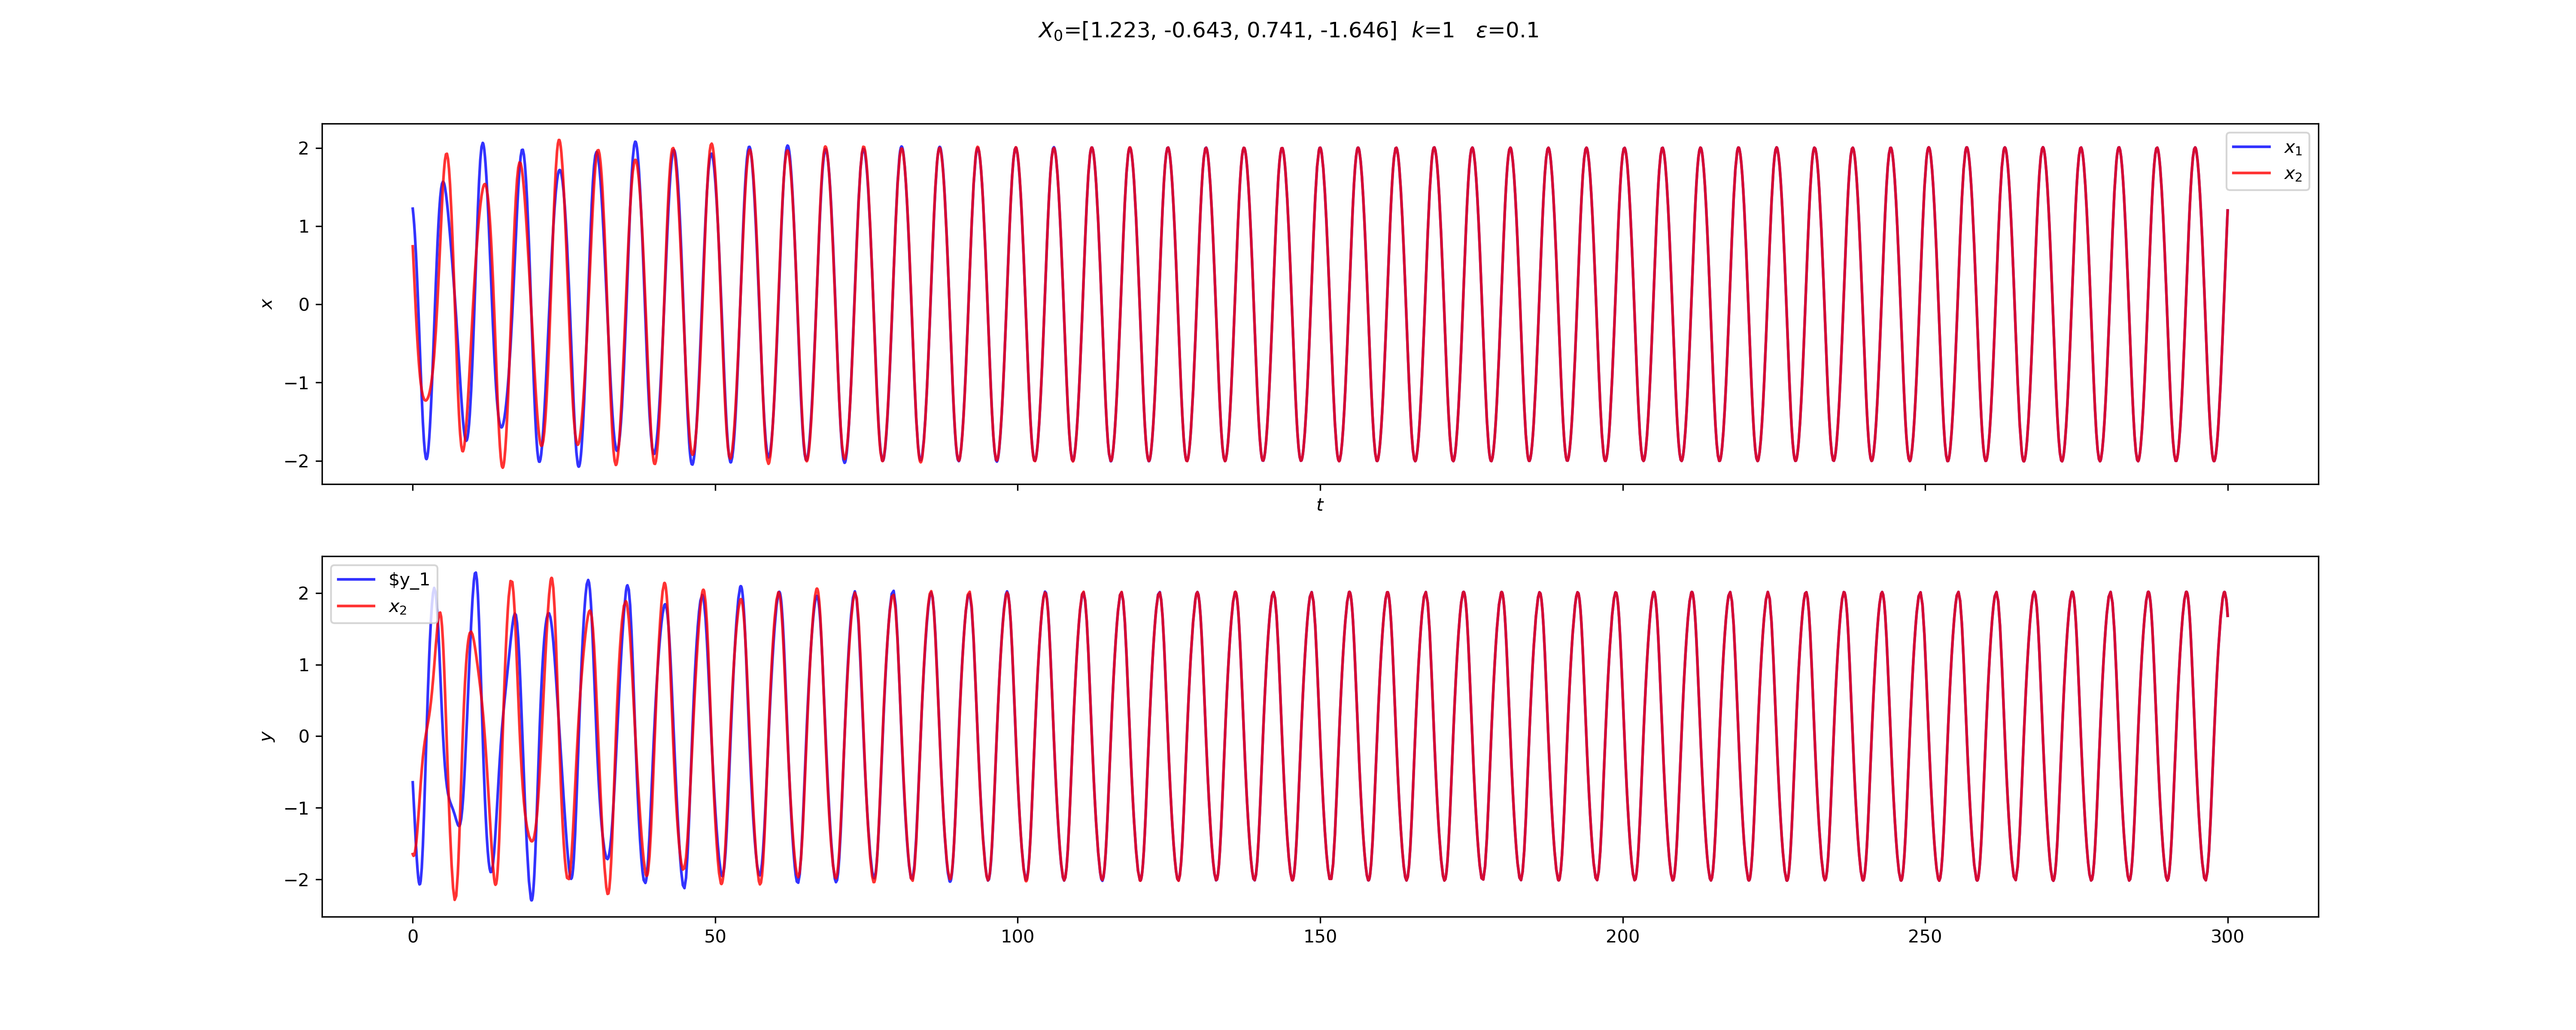 X₀=[1.223, -0.643, 0.741, -1.646] k=1 ε=0.1
2
1
0
−1
−2
x
x₁
x₂
t
2
1
0
−1
−2
y
$y_1
x₂
0 50 100 150 200 250 300